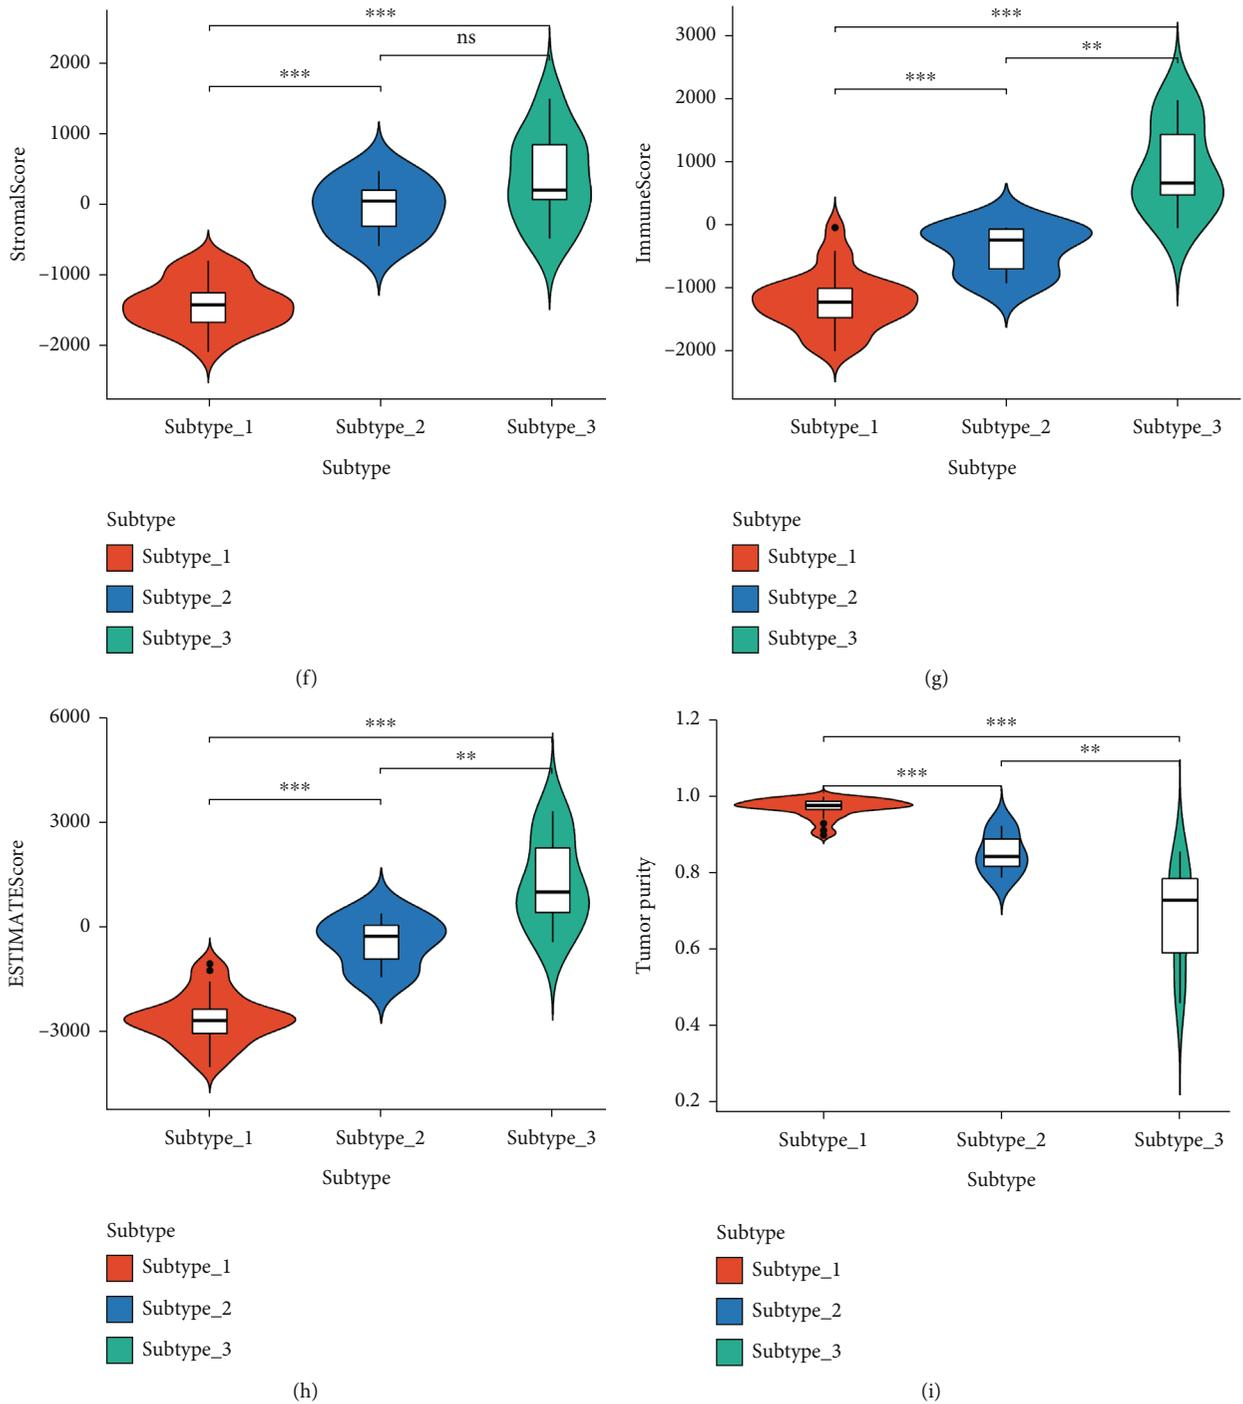 ***
ns
***
2000
1000
0
−1000
−2000
StromalScore
Subtype_1
Subtype_2
Subtype_3
Subtype
Subtype
Subtype_1
Subtype_2
Subtype_3
(f)
***
**
***
3000
2000
1000
0
−1000
−2000
ImmuneScore
Subtype_1
Subtype_2
Subtype_3
Subtype
Subtype
Subtype_1
Subtype_2
Subtype_3
(g)
***
**
***
6000
3000
0
−3000
ESTIMATEScore
Subtype_1
Subtype_2
Subtype_3
Subtype
Subtype
Subtype_1
Subtype_2
Subtype_3
(h)
***
**
***
1.2
1.0
0.8
0.6
0.4
0.2
Tumor purity
Subtype_1
Subtype_2
Subtype_3
Subtype
Subtype
Subtype_1
Subtype_2
Subtype_3
(i)